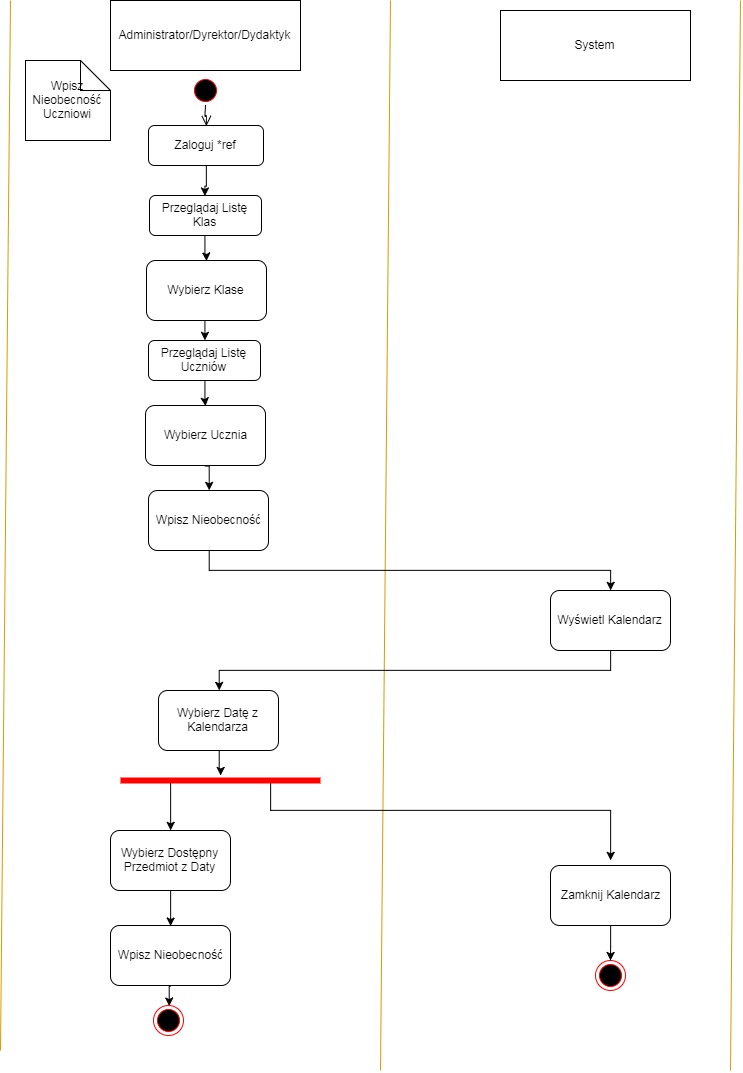 Administrator/Dyrektor/Dydaktyk
System
Wpisz
Nieobecność
Uczniowi
Zaloguj *ref
Przeglądaj Listę
Klas
Wybierz Klase
Przeglądaj Listę
Uczniów
Wybierz Ucznia
Wpisz Nieobecność
Wyświetl Kalendarz
Wybierz Datę z
Kalendarza
Wybierz Dostępny
Przedmiot z Daty
Zamknij Kalendarz
Wpisz Nieobecność